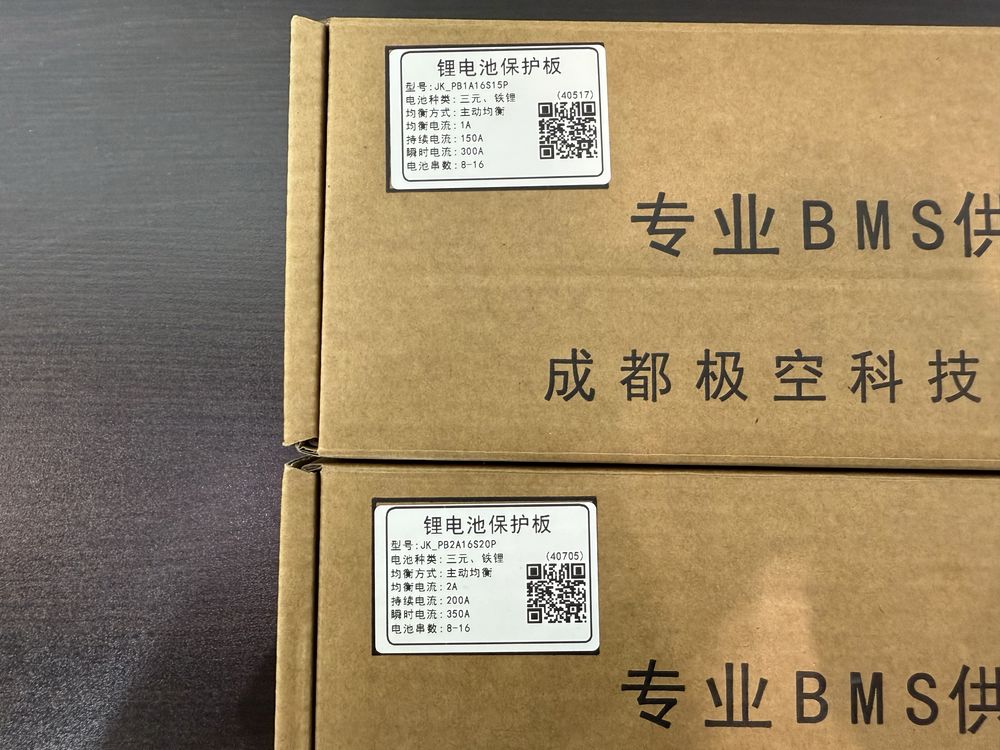 锂电池保护板
型号:JK_PB1A16S15P
电池种类:三元、铁锂
(40517)
均衡方式:主动均衡
均衡电流:1A
持续电流:150A
瞬时电流:300A
电池串数:8-16
专业BMS供
成都极空科技
锂电池保护板
型号:JK_PB2A16S20P
电池种类:三元、铁锂
(40705)
均衡方式:主动均衡
均衡电流:2A
持续电流:200A
瞬时电流:350A
电池串数:8-16
专业BMS供